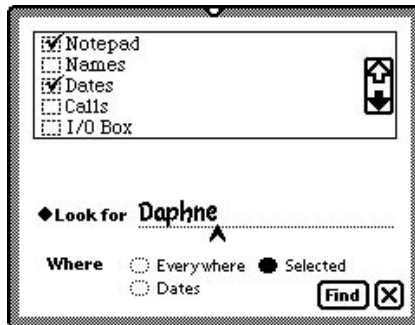 Notepad
Names
Dates
Calls
I/O Box
◆Look for Daphne
Where Everywhere Selected
Dates
Find X